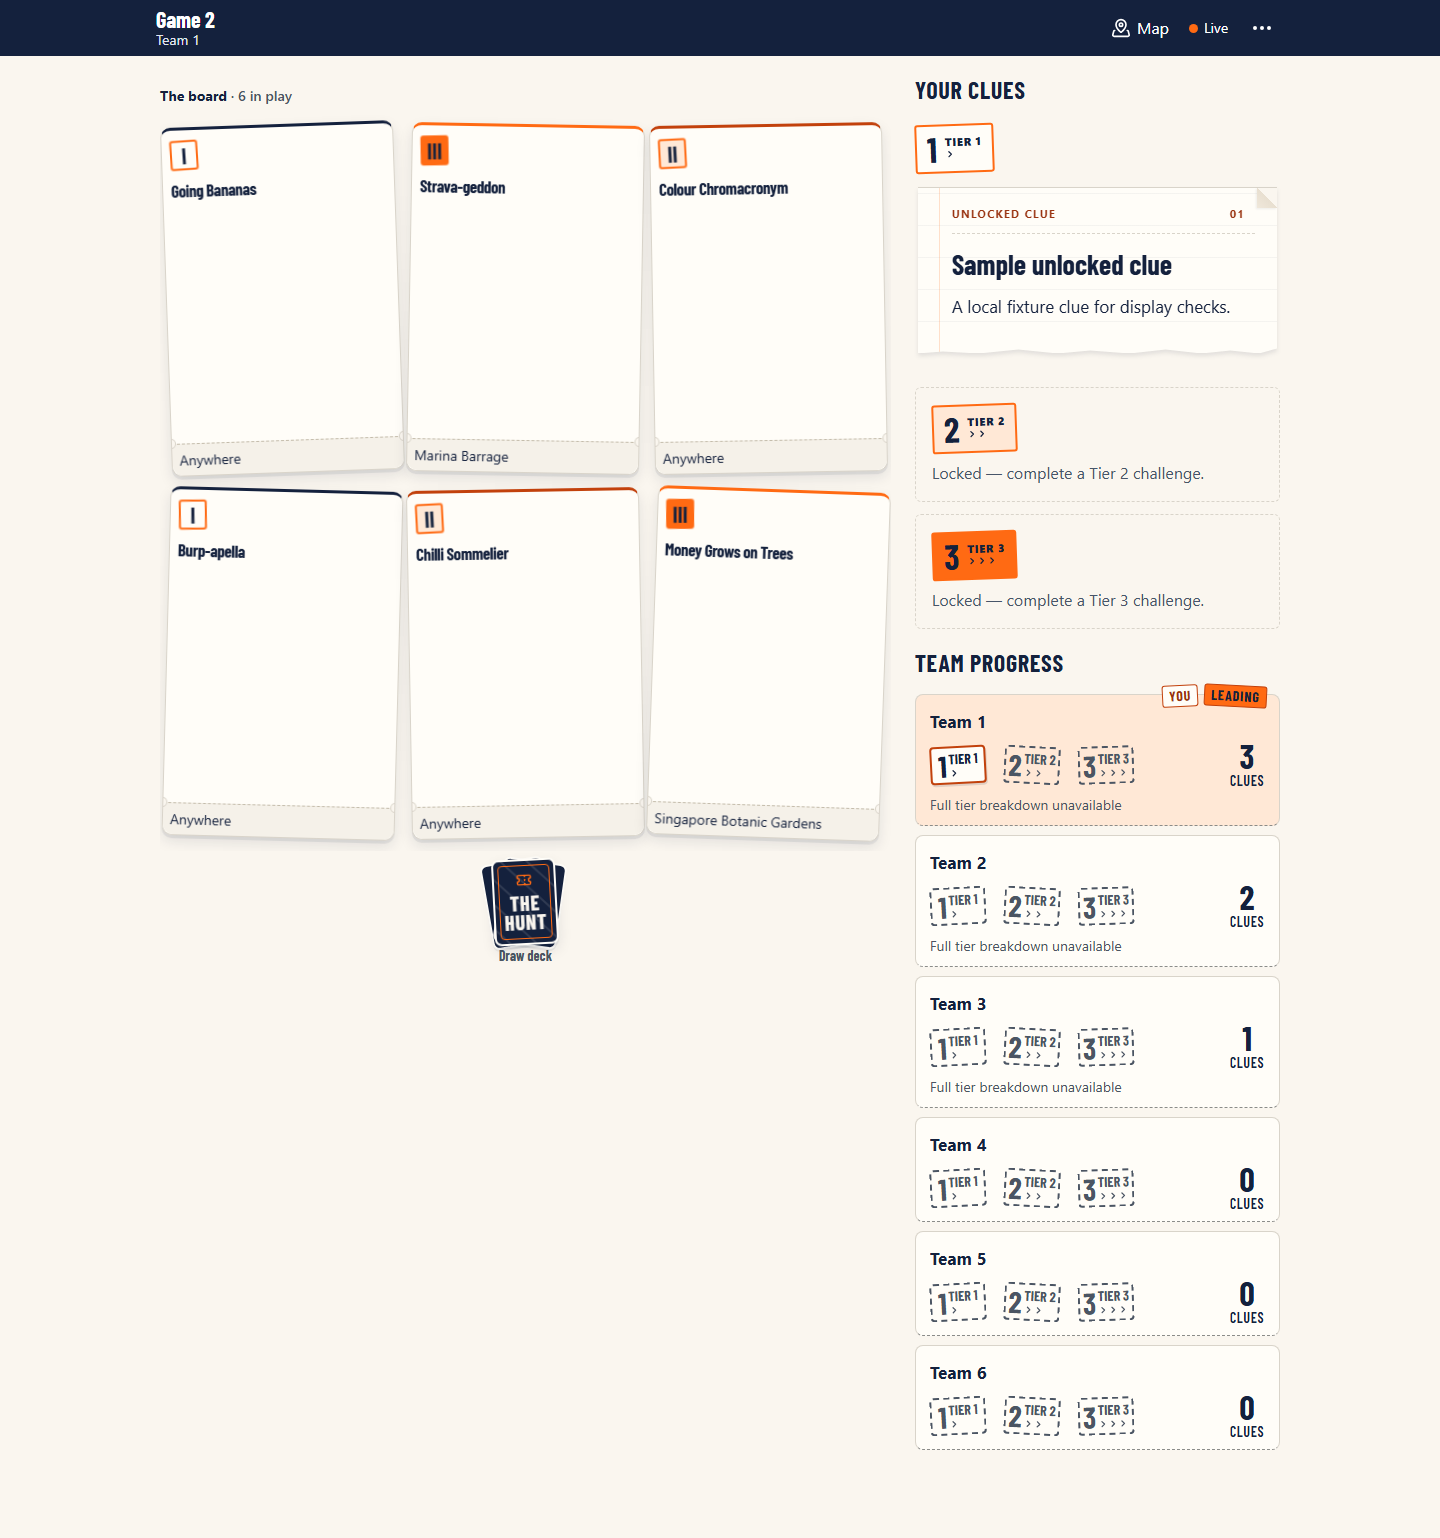 Game 2
Team 1
Map
Live
The board · 6 in play
I
Going Bananas
Anywhere
III
Strava-geddon
Marina Barrage
II
Colour Chromacronym
Anywhere
I
Burp-apella
Anywhere
II
Chilli Sommelier
Anywhere
III
Money Grows on Trees
Singapore Botanic Gardens
THE
HUNT
Draw deck
YOUR CLUES
1 TIER 1
›
UNLOCKED CLUE 01
Sample unlocked clue
A local fixture clue for display checks.
2 TIER 2
› ›
Locked — complete a Tier 2 challenge.
3 TIER 3
› › ›
Locked — complete a Tier 3 challenge.
TEAM PROGRESS
YOU LEADING
Team 1
1 TIER 1 › 2 TIER 2 › › 3 TIER 3 › › ›
3
CLUES
Full tier breakdown unavailable
Team 2
1 TIER 1 › 2 TIER 2 › › 3 TIER 3 › › ›
2
CLUES
Full tier breakdown unavailable
Team 3
1 TIER 1 › 2 TIER 2 › › 3 TIER 3 › › ›
1
CLUES
Full tier breakdown unavailable
Team 4
1 TIER 1 › 2 TIER 2 › › 3 TIER 3 › › ›
0
CLUES
Team 5
1 TIER 1 › 2 TIER 2 › › 3 TIER 3 › › ›
0
CLUES
Team 6
1 TIER 1 › 2 TIER 2 › › 3 TIER 3 › › ›
0
CLUES